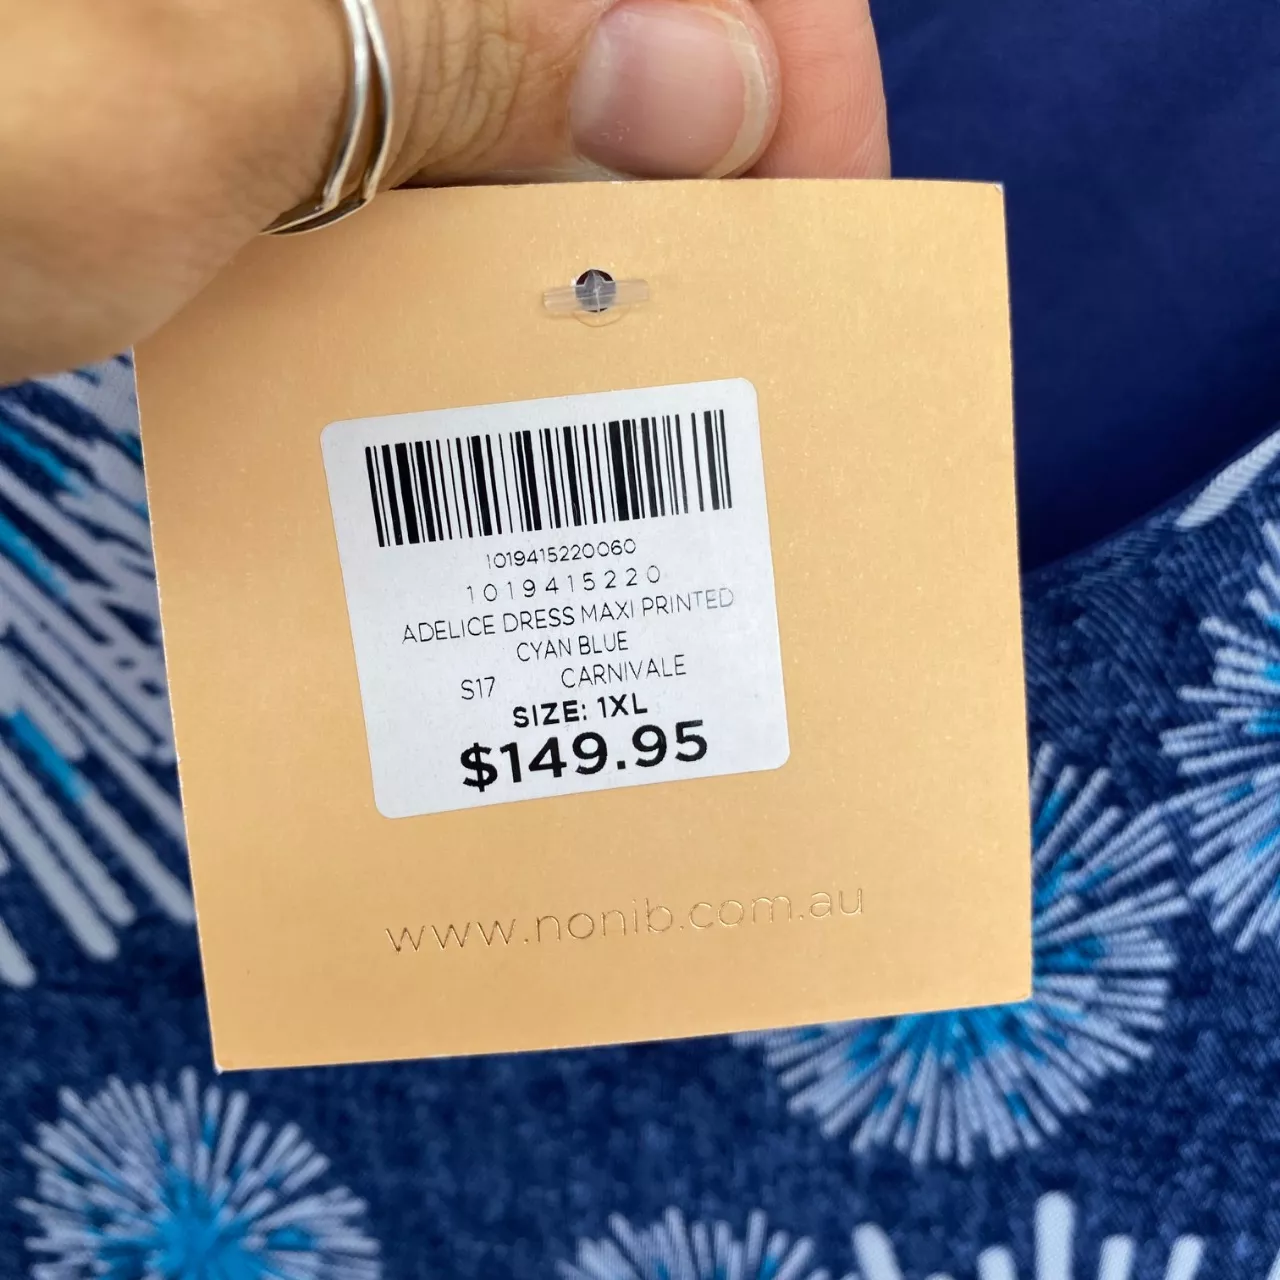 1019415220060
1019415220
ADELICE DRESS MAXI PRINTED
CYAN BLUE
S17 CARNIVALE
SIZE: 1XL
$149.95
www.nonib.com.au